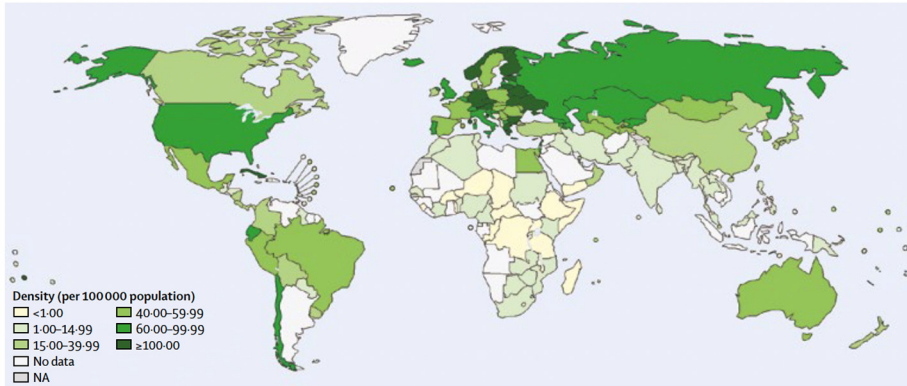 Density (per 100 000 population)
<1·00
1·00–14·99
15·00–39·99
No data
NA
40·00–59·99
60·00–99·99
≥100·00